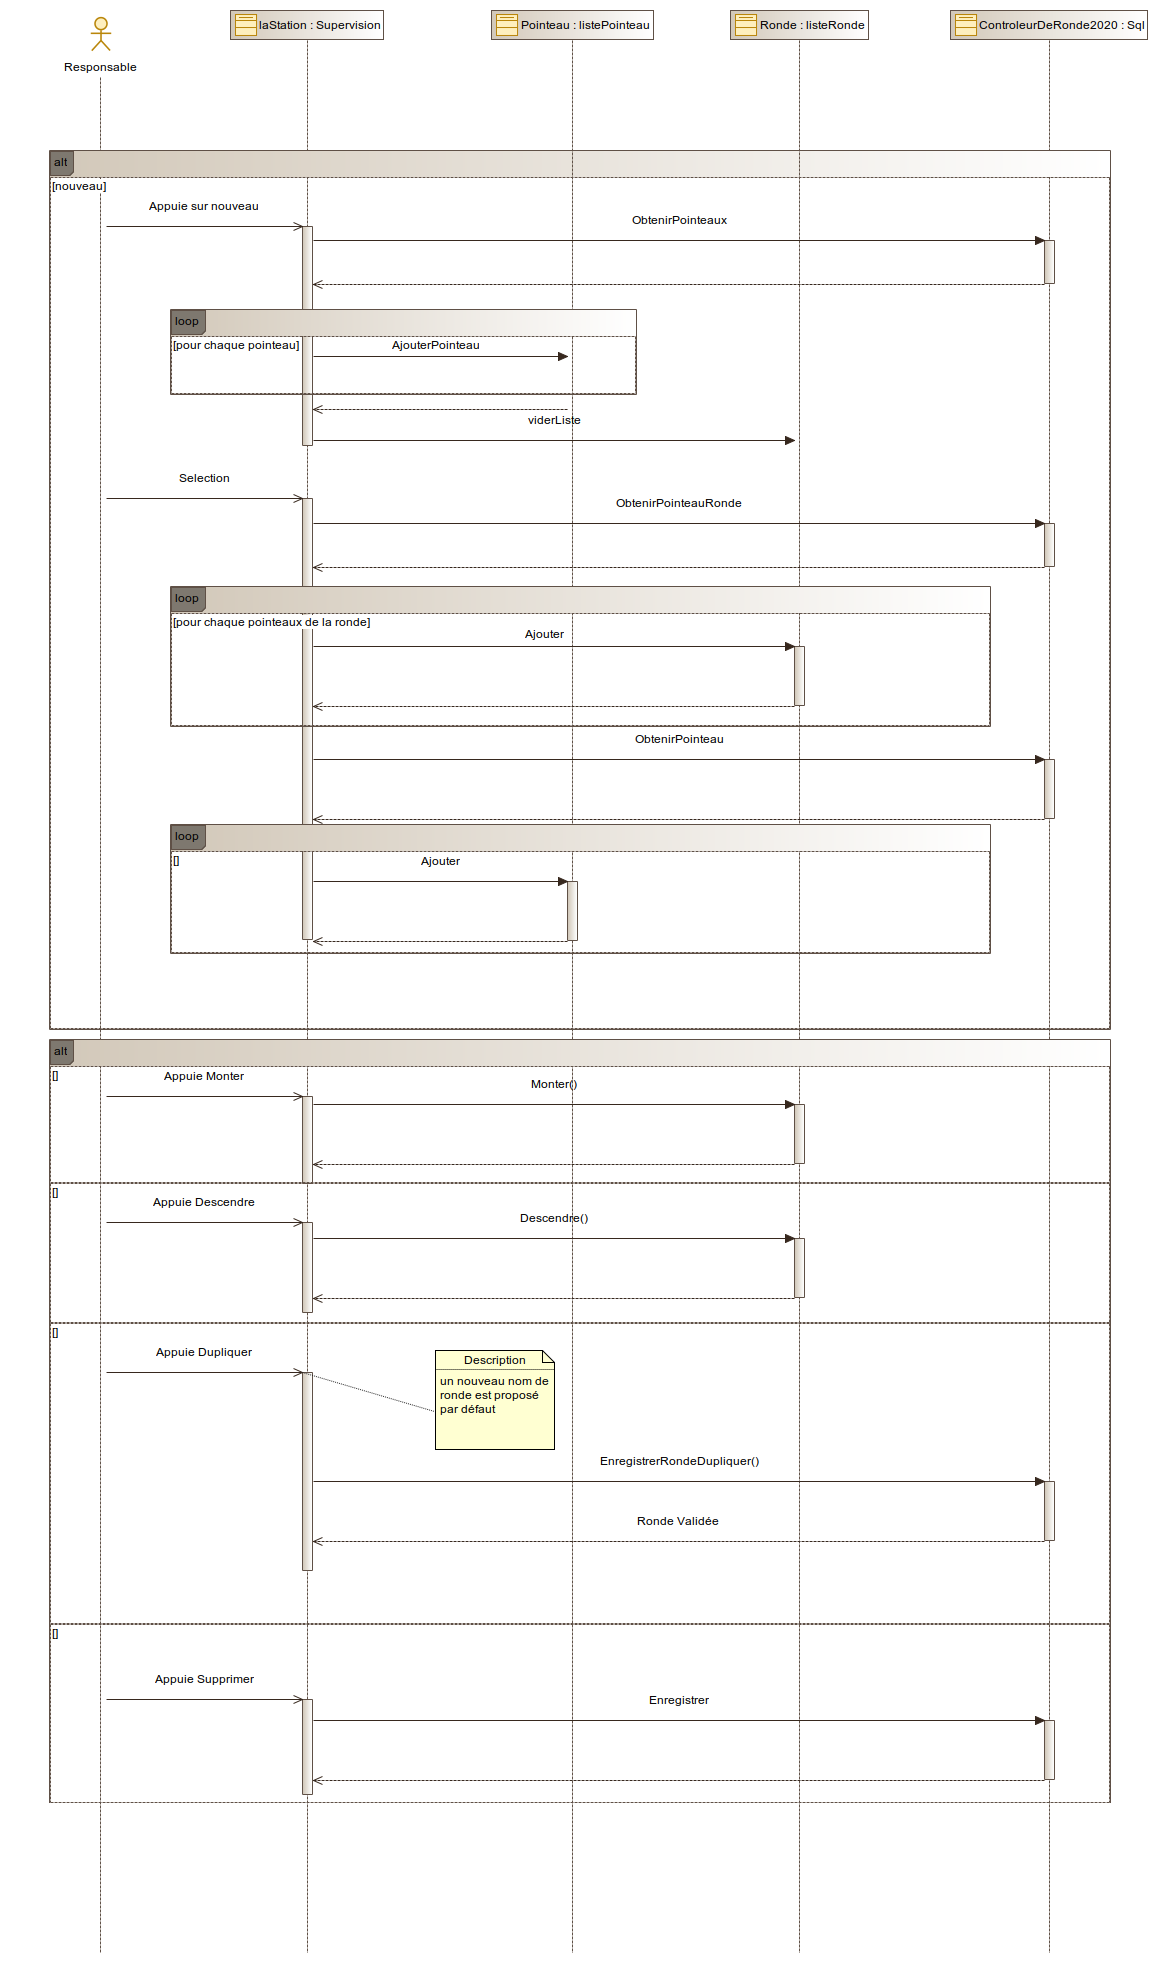 Responsable
laStation : Supervision
Pointeau : listePointeau
Ronde : listeRonde
ControleurDeRonde2020 : Sql
alt
[nouveau]
Appuie sur nouveau
ObtenirPointeaux
loop
[pour chaque pointeau]
AjouterPointeau
viderListe
Selection
ObtenirPointeauRonde
loop
[pour chaque pointeaux de la ronde]
Ajouter
ObtenirPointeau
loop
[]
Ajouter
alt
[]
Appuie Monter
Monter()
[]
Appuie Descendre
Descendre()
[]
Appuie Dupliquer
Description
un nouveau nom de
ronde est proposé
par défaut
EnregistrerRondeDupliquer()
Ronde Validée
[]
Appuie Supprimer
Enregistrer